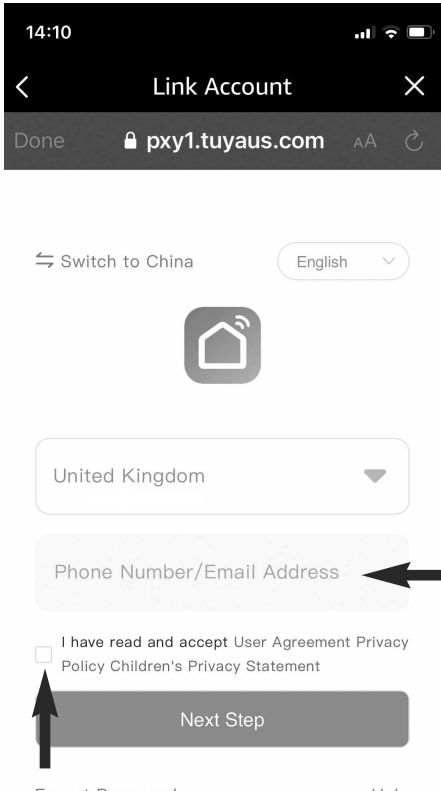 14:10
Link Account
Done pxy1.tuyaus.com AA
Switch to China English
United Kingdom
Phone Number/Email Address
I have read and accept User Agreement Privacy
Policy Children's Privacy Statement
Next Step